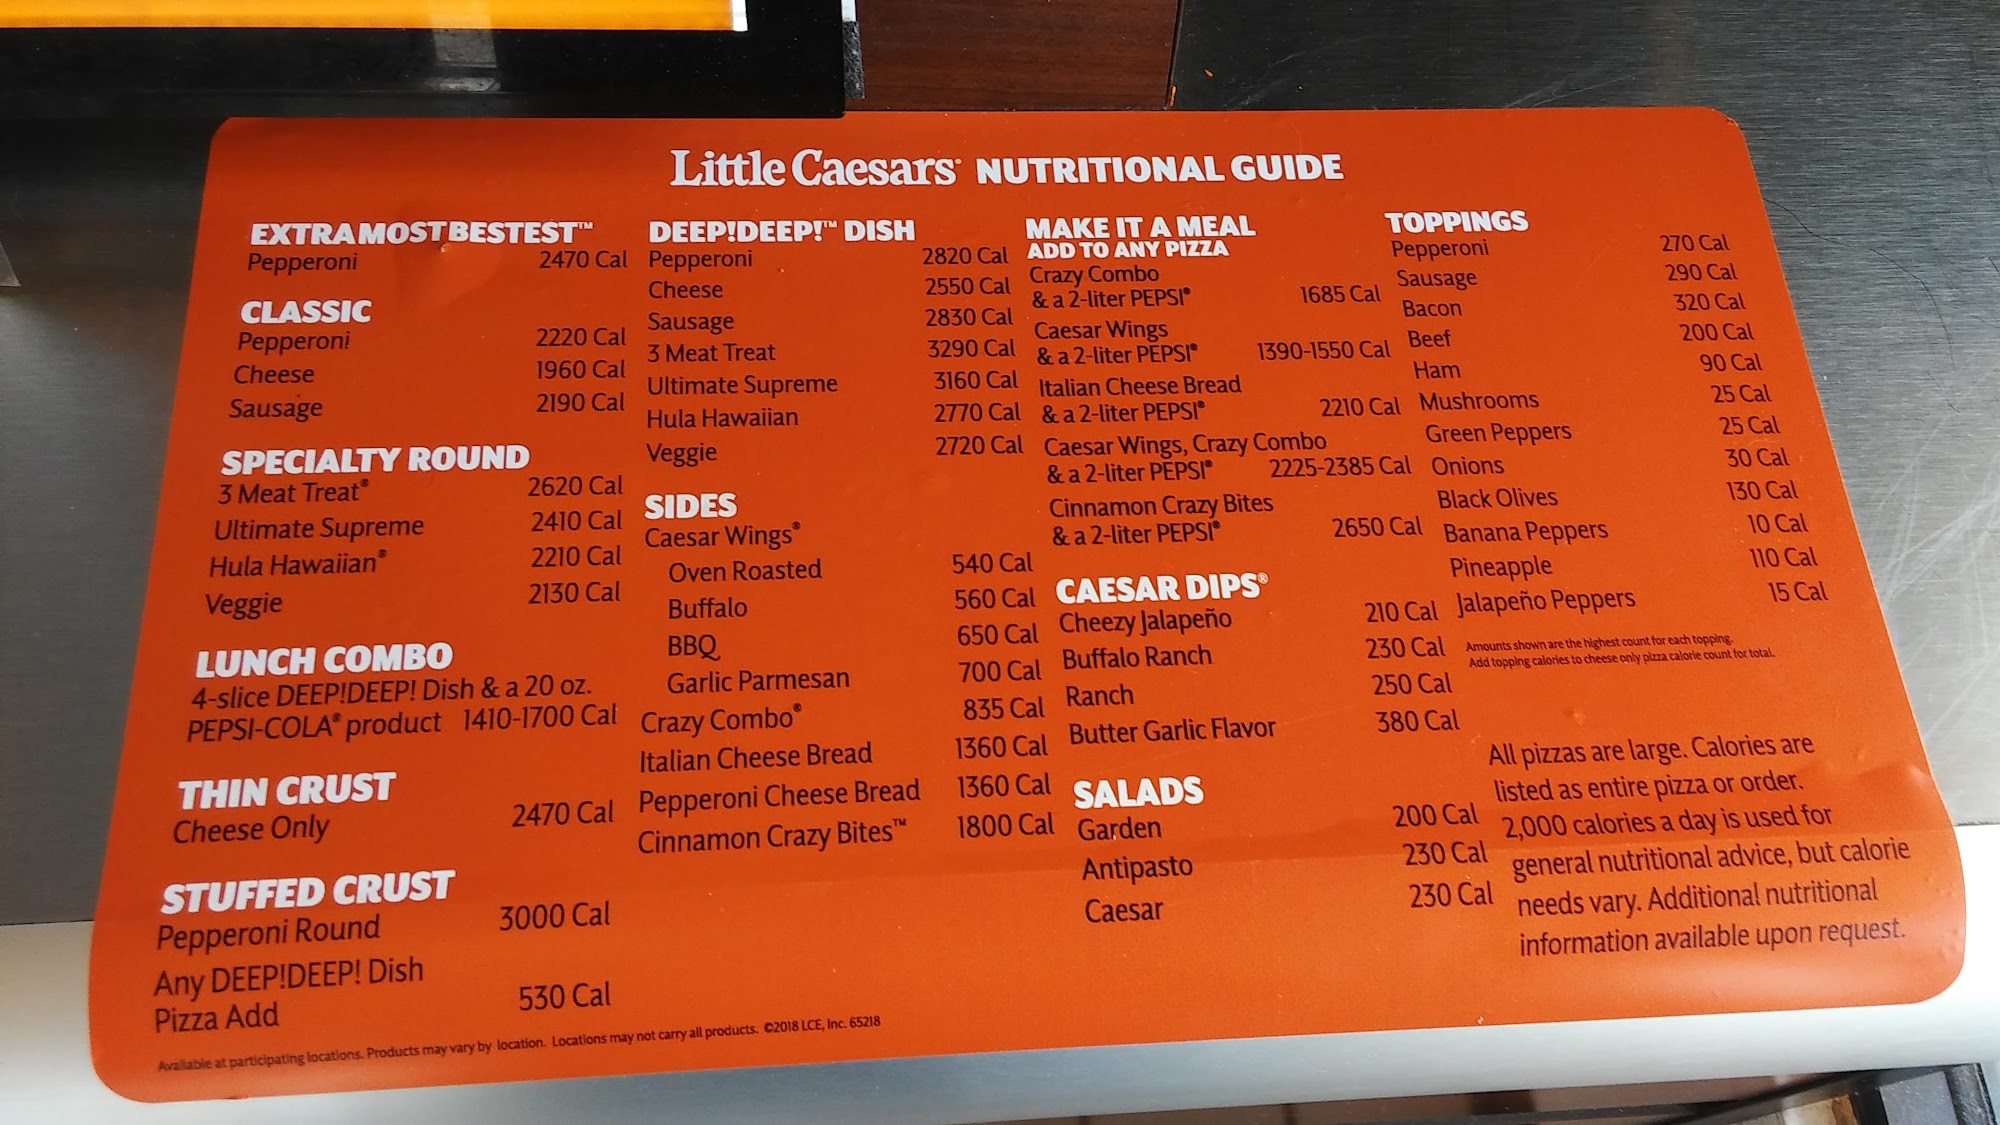 Little Caesars® NUTRITIONAL GUIDE
EXTRAMOSTBESTEST™
Pepperoni 2470 Cal
CLASSIC
Pepperoni 2220 Cal
Cheese 1960 Cal
Sausage 2190 Cal
SPECIALTY ROUND
3 Meat Treat® 2620 Cal
Ultimate Supreme 2410 Cal
Hula Hawaiian® 2210 Cal
Veggie 2130 Cal
LUNCH COMBO
4-slice DEEP!DEEP! Dish & a 20 oz.
PEPSI-COLA® product 1410-1700 Cal
THIN CRUST
Cheese Only 2470 Cal
STUFFED CRUST
Pepperoni Round 3000 Cal
Any DEEP!DEEP! Dish
Pizza Add 530 Cal
DEEP!DEEP!™ DISH
Pepperoni 2820 Cal
Cheese 2550 Cal
Sausage 2830 Cal
3 Meat Treat 3290 Cal
Ultimate Supreme 3160 Cal
Hula Hawaiian 2770 Cal
Veggie 2720 Cal
SIDES
Caesar Wings®
Oven Roasted 540 Cal
Buffalo 560 Cal
BBQ 650 Cal
Garlic Parmesan 700 Cal
Crazy Combo® 835 Cal
Italian Cheese Bread 1360 Cal
Pepperoni Cheese Bread 1360 Cal
Cinnamon Crazy Bites™ 1800 Cal
MAKE IT A MEAL
ADD TO ANY PIZZA
Crazy Combo
& a 2-liter PEPSI® 1685 Cal
Caesar Wings
& a 2-liter PEPSI® 1390-1550 Cal
Italian Cheese Bread
& a 2-liter PEPSI® 2210 Cal
Caesar Wings, Crazy Combo
& a 2-liter PEPSI® 2225-2385 Cal
Cinnamon Crazy Bites
& a 2-liter PEPSI® 2650 Cal
CAESAR DIPS®
Cheezy Jalapeño 210 Cal
Buffalo Ranch 230 Cal
Ranch 250 Cal
Butter Garlic Flavor 380 Cal
SALADS
Garden 200 Cal
Antipasto 230 Cal
Caesar 230 Cal
TOPPINGS
Pepperoni 270 Cal
Sausage 290 Cal
Bacon 320 Cal
Beef 200 Cal
Ham 90 Cal
Mushrooms 25 Cal
Green Peppers 25 Cal
Onions 30 Cal
Black Olives 130 Cal
Banana Peppers 10 Cal
Pineapple 110 Cal
Jalapeño Peppers 15 Cal
Amounts shown are the highest count for each topping.
Add topping calories to cheese only pizza calorie count for total.
All pizzas are large. Calories are
listed as entire pizza or order.
2,000 calories a day is used for
general nutritional advice, but calorie
needs vary. Additional nutritional
information available upon request.
Available at participating locations. Products may vary by location. Locations may not carry all products. ©2018 LCE, Inc. 65218